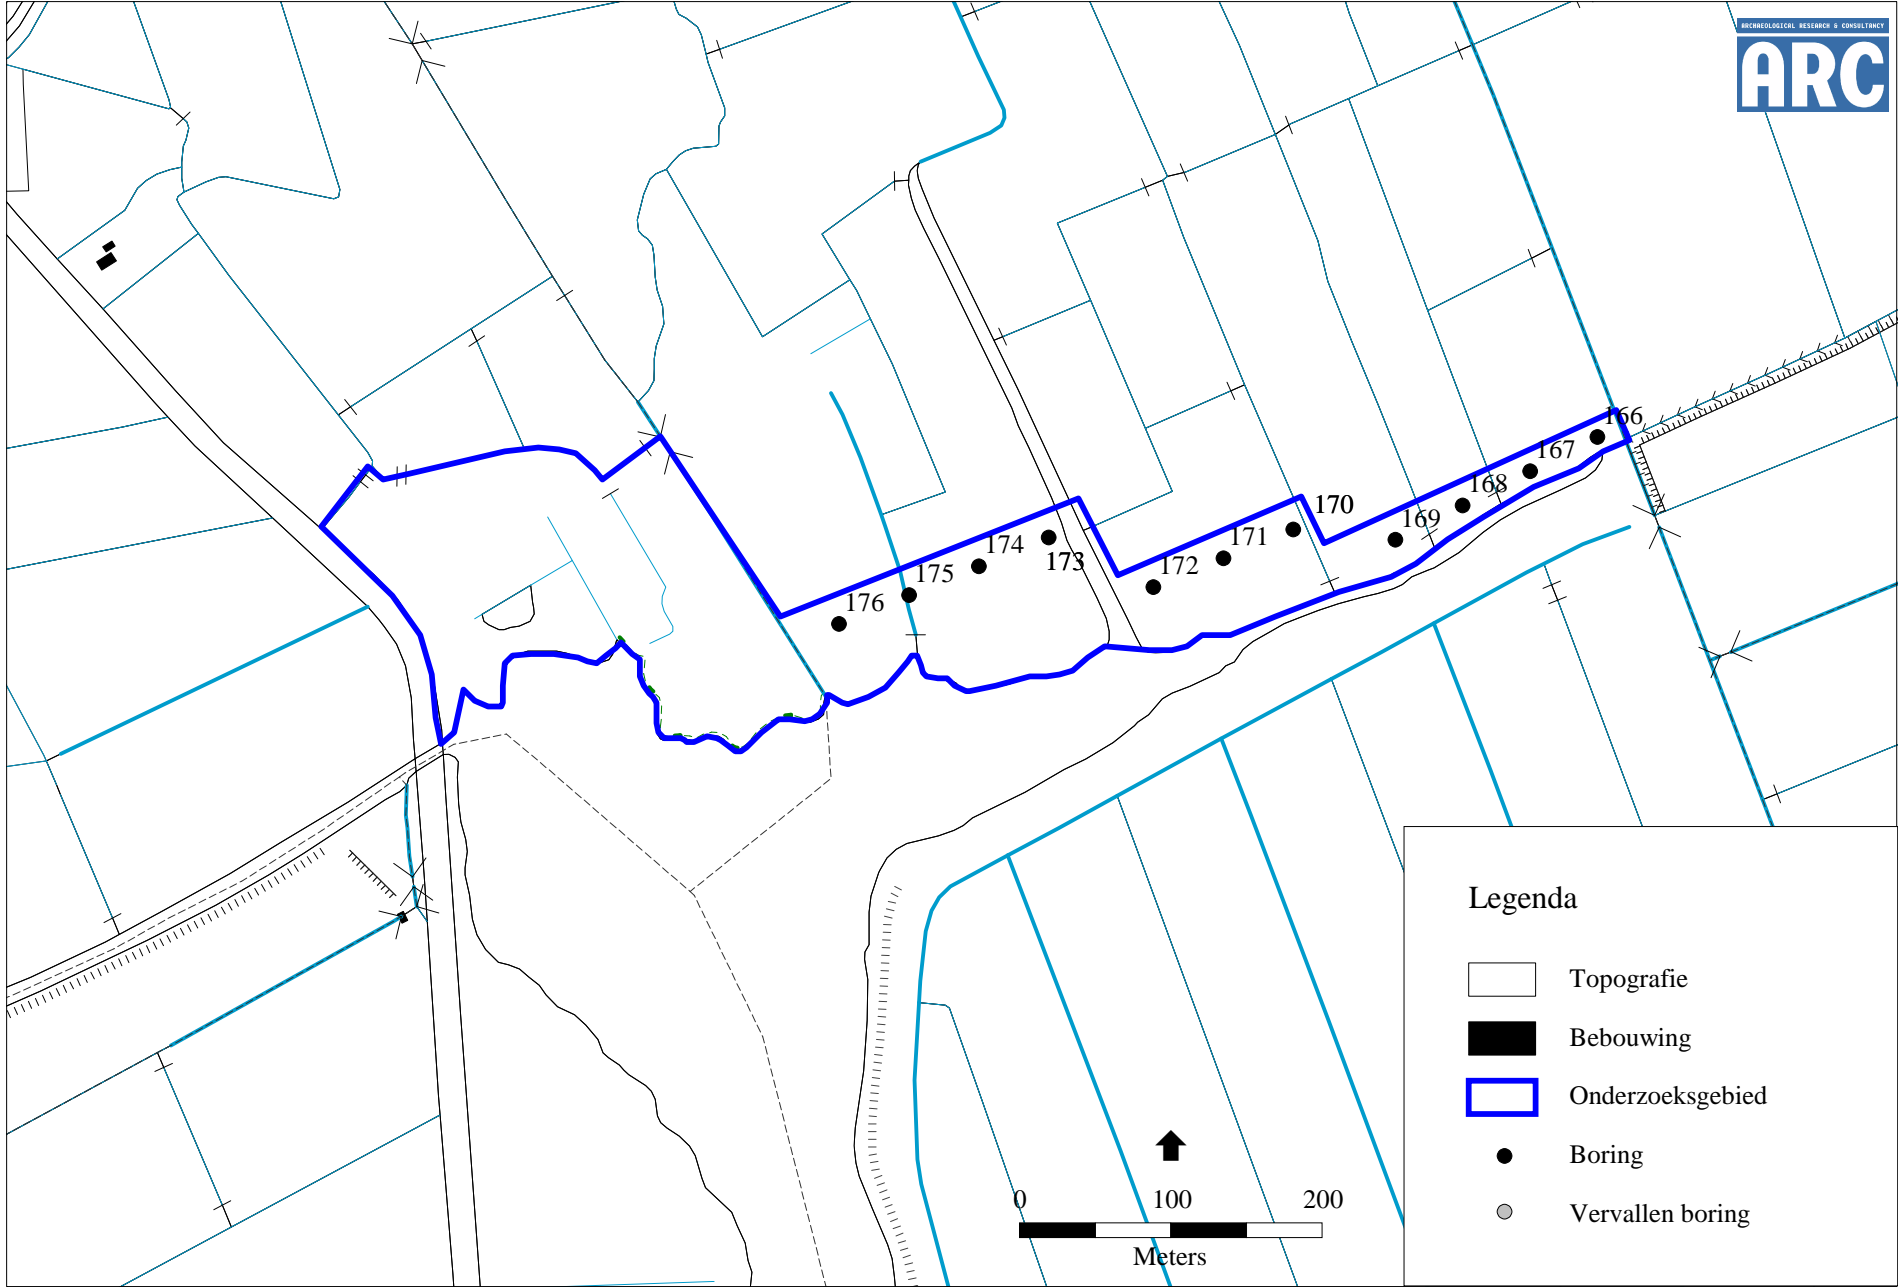 ARCHAEOLOGICAL RESEARCH & CONSULTANCY
ARC
166
167
168
169
170
171
172
173
174
175
176
Legenda
Topografie
Bebouwing
Onderzoeksgebied
Boring
Vervallen boring
0 100 200
Meters